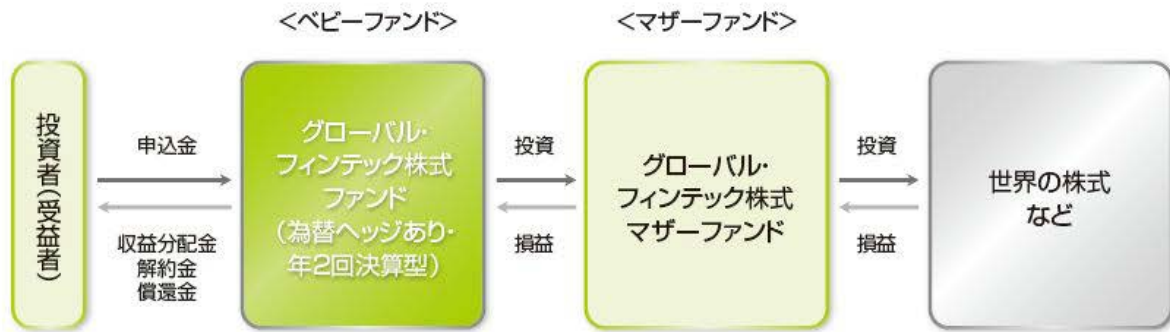 <ベビーファンド>
<マザーファンド>
投資者(受益者)
申込金
収益分配金
解約金
償還金
グローバル・
フィンテック株式
ファンド
(為替ヘッジあり・
年2回決算型)
投資
損益
グローバル・
フィンテック株式
マザーファンド
投資
損益
世界の株式
など